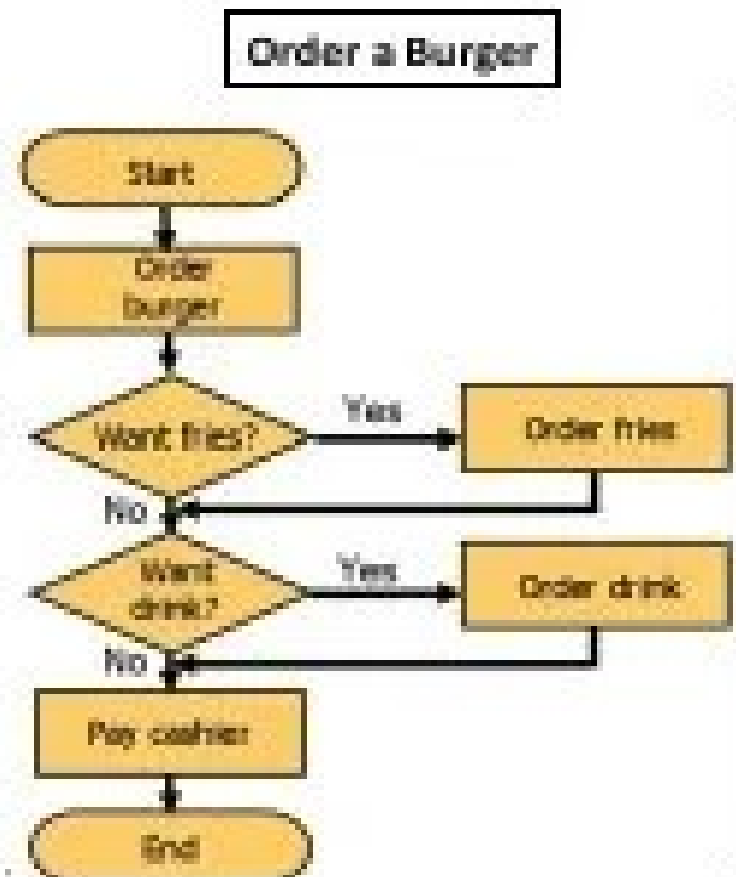 Order a Burger
Start
Order
burger
Want fries?
Yes
Order fries
No
Want
drink?
Yes
Order drink
No
Pay cashier
End